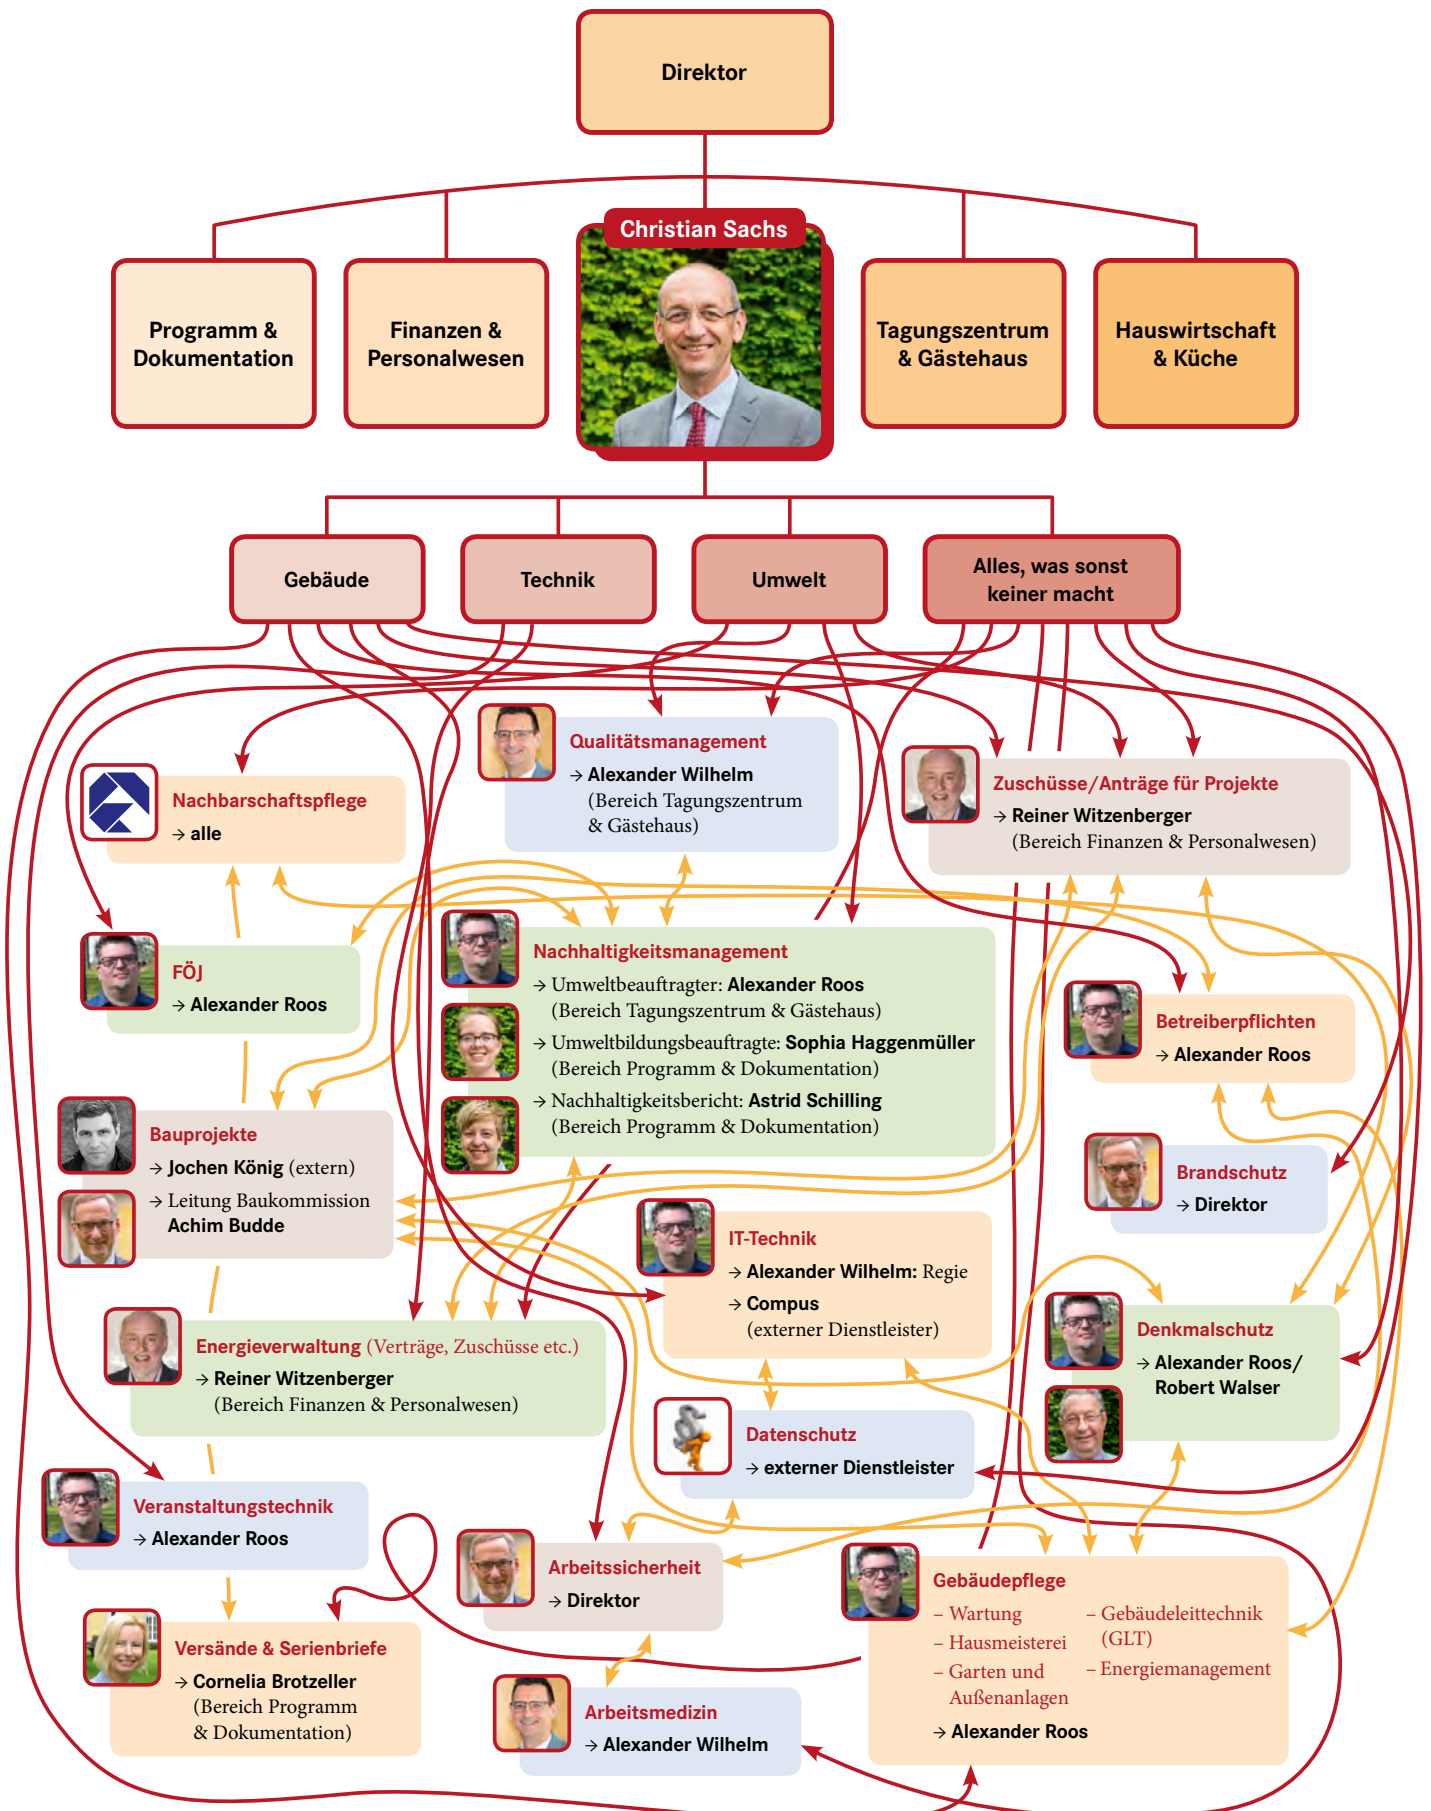 Direktor
Christian Sachs
Programm &
Dokumentation
Finanzen &
Personalwesen
Tagungszentrum
& Gästehaus
Hauswirtschaft
& Küche
Gebäude
Technik
Umwelt
Alles, was sonst
keiner macht
Qualitätsmanagement
→ Alexander Wilhelm
(Bereich Tagungszentrum
& Gästehaus)
Zuschüsse/Anträge für Projekte
→ Reiner Witzenberger
(Bereich Finanzen & Personalwesen)
Nachbarschaftspflege
→ alle
FÖJ
→ Alexander Roos
Nachhaltigkeitsmanagement
→ Umweltbeauftragter: Alexander Roos
(Bereich Tagungszentrum & Gästehaus)
→ Umweltbildungsbeauftragte: Sophia Haggenmüller
(Bereich Programm & Dokumentation)
→ Nachhaltigkeitsbericht: Astrid Schilling
(Bereich Programm & Dokumentation)
Betreiberpflichten
→ Alexander Roos
Bauprojekte
→ Jochen König (extern)
→ Leitung Baukommission
Achim Budde
Brandschutz
→ Direktor
IT-Technik
→ Alexander Wilhelm: Regie
→ Compus
(externer Dienstleister)
Energieverwaltung (Verträge, Zuschüsse etc.)
→ Reiner Witzenberger
(Bereich Finanzen & Personalwesen)
Denkmalschutz
→ Alexander Roos/
Robert Walser
Datenschutz
→ externer Dienstleister
Veranstaltungstechnik
→ Alexander Roos
Arbeitssicherheit
→ Direktor
Gebäudepflege
– Wartung
– Hausmeisterei
– Garten und
Außenanlagen
– Gebäudeleittechnik
(GLT)
– Energiemanagement
→ Alexander Roos
Versände & Serienbriefe
→ Cornelia Brotzeller
(Bereich Programm
& Dokumentation)
Arbeitsmedizin
→ Alexander Wilhelm